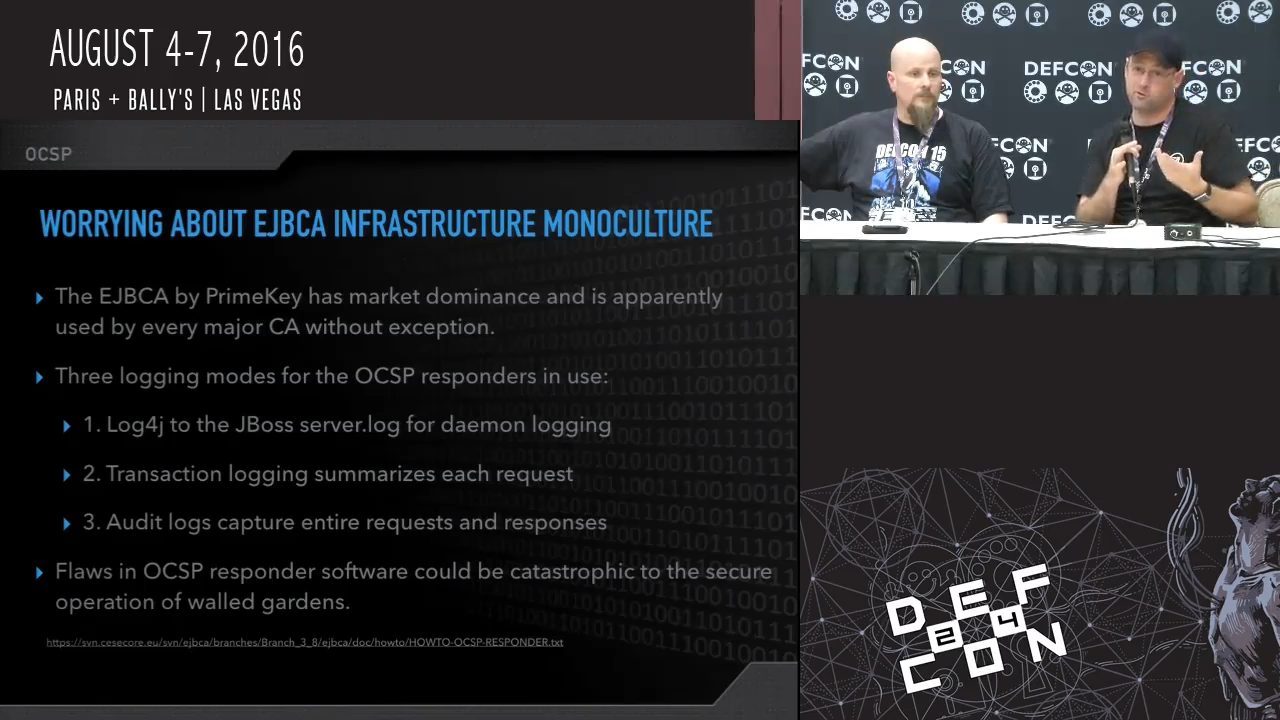 AUGUST 4-7, 2016
PARIS + BALLY'S | LAS VEGAS
OCSP
WORRYING ABOUT EJBCA INFRASTRUCTURE MONOCULTURE
The EJBCA by PrimeKey has market dominance and is apparently
used by every major CA without exception.
Three logging modes for the OCSP responders in use:
1. Log4j to the JBoss server.log for daemon logging
2. Transaction logging summarizes each request
3. Audit logs capture entire requests and responses
Flaws in OCSP responder software could be catastrophic to the secure
operation of walled gardens.
https://svn.cesecore.eu/svn/ejbca/branches/Branch_3_8/ejbca/doc/howto/HOWTO-OCSP-RESPONDER.txt
DEFCON
DEFCON 15
DEF
24
CON